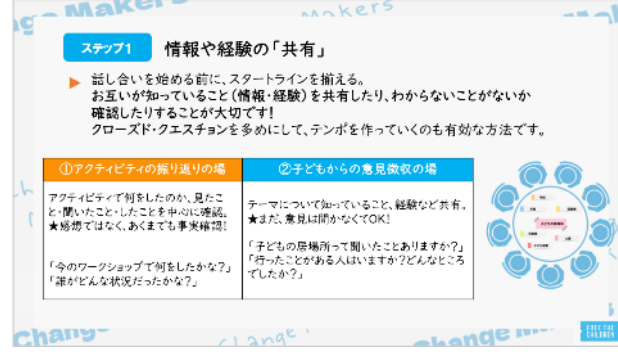 Makers
Makers
ステップ1
情報や経験の「共有」
話し合いを始める前に、スタートラインを揃える。
お互いが知っていること(情報・経験)を共有したり、わからないことがないか
確認したりすることが大切です!
クローズド・クエスチョンを多めにして、テンポを作っていくのも有効な方法です。
①アクティビティの振り返りの場
アクティビティで何をしたのか、見たこ
と・聞いたこと・したことを中心に確認。
★感想ではなく、あくまでも事実確認!
「今のワークショップで何をしたかな?」
「誰がどんな状況だったかな?」
②子どもからの意見徴収の場
テーマについて知っていること、経験など共有。
★まだ、意見は聞かなくてOK!
「子どもの居場所って聞いたことありますか?」
「行ったことがある人はいますか?どんなところ
でしたか?」
Change
FREE THE
CHILDREN